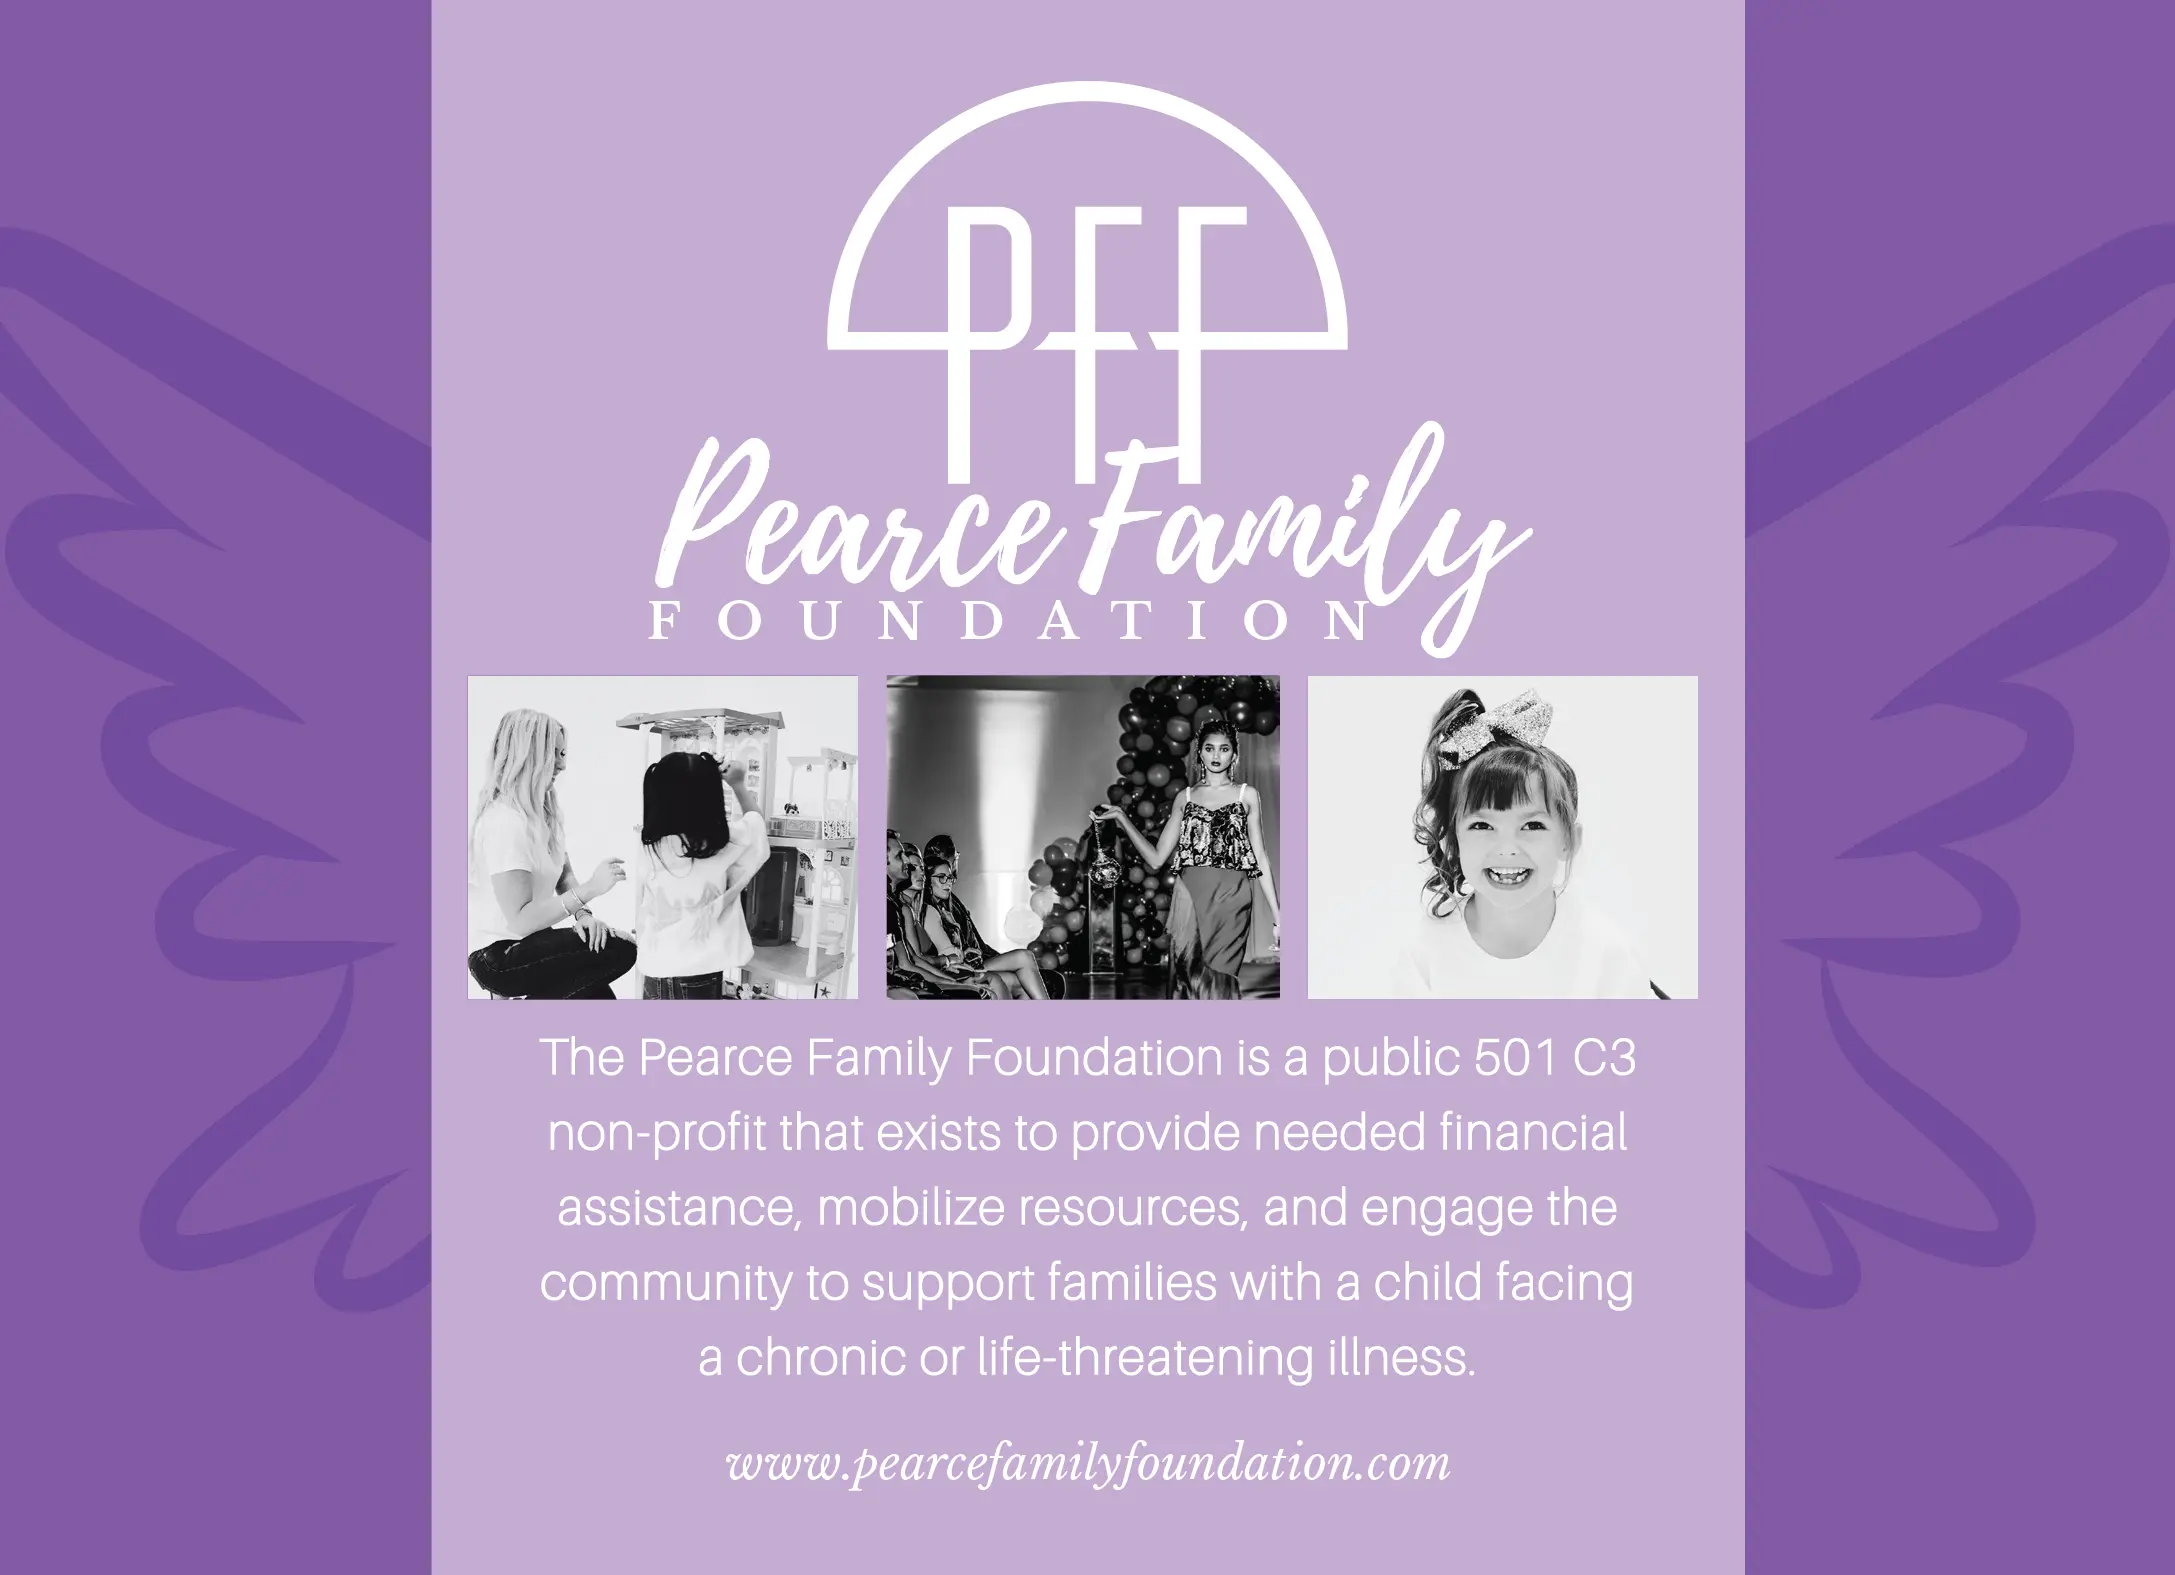 PFF
Pearce Family
FOUNDATION
The Pearce Family Foundation is a public 501 C3
non-profit that exists to provide needed financial
assistance, mobilize resources, and engage the
community to support families with a child facing
a chronic or life-threatening illness.
www.pearcefamilyfoundation.com